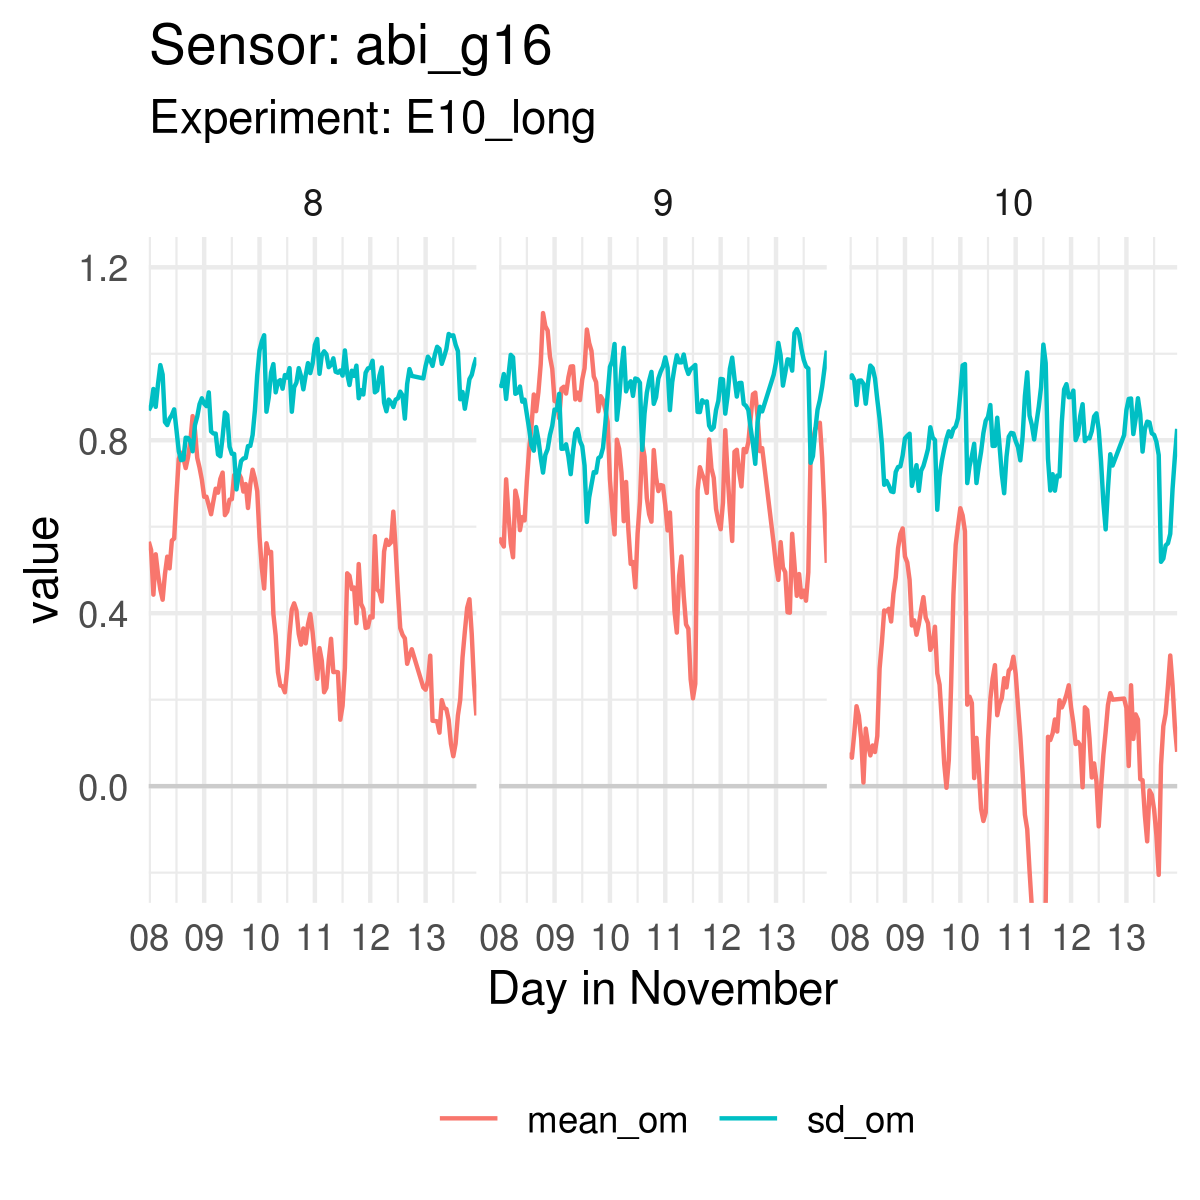 Sensor: abi_g16
Experiment: E10_long
8 9 10
1.2
0.8
0.4
0.0
value
08 09 10 11 12 13 08 09 10 11 12 13 08 09 10 11 12 13
Day in November
mean_om sd_om